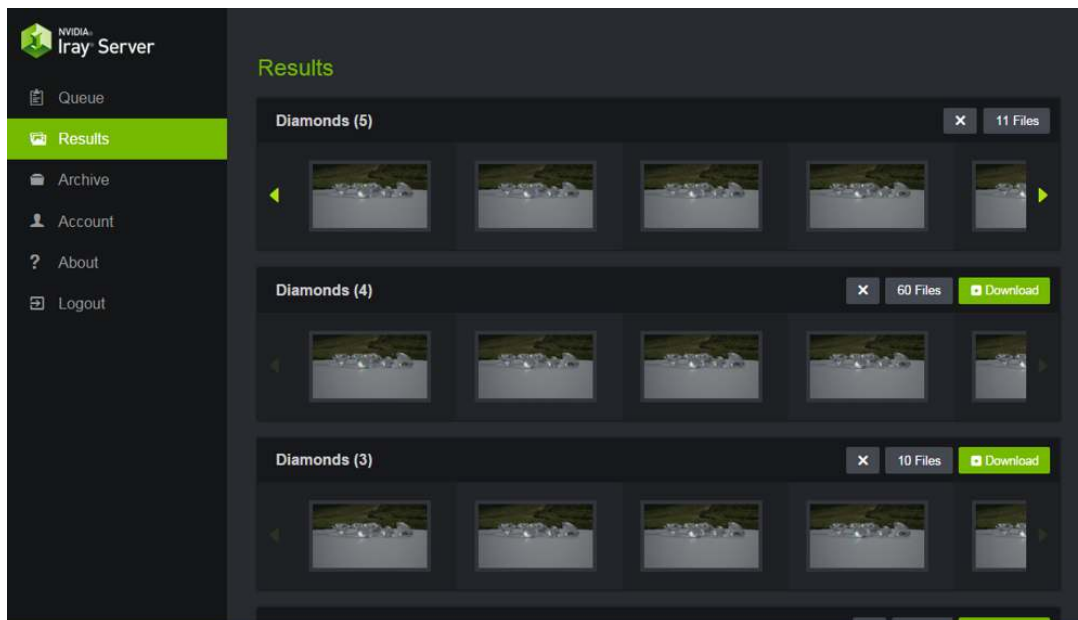 NVIDIA®
Iray® Server
Queue
Results
Archive
Account
? About
Logout
Results
Diamonds (5)
11 Files
Diamonds (4)
60 Files
Download
Diamonds (3)
10 Files
Download